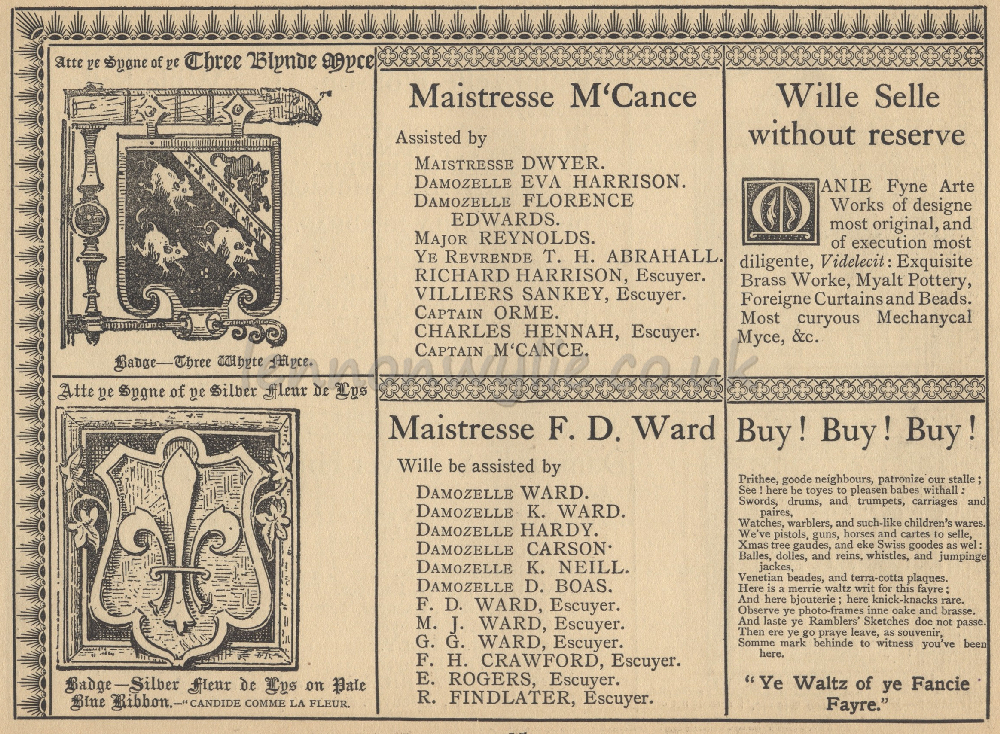 Atte ye Sygne of ye Three Blynde Myce
Badge—Three Whyte Myce.
Maistresse M‘Cance
Assisted by
Maistresse DWYER.
Damozelle EVA HARRISON.
Damozelle FLORENCE
EDWARDS.
Major REYNOLDS.
Ye Revrende T. H. ABRAHALL.
RICHARD HARRISON, Escuyer.
VILLIERS SANKEY, Escuyer.
Captain ORME.
CHARLES HENNAH, Escuyer.
Captain M‘CANCE.
Wille Selle
without reserve
MANIE Fyne Arte
Works of designe
most original, and
of execution most
diligente, Videlecit: Exquisite
Brass Worke, Myalt Pottery,
Foreigne Curtains and Beads.
Most curyous Mechanycal
Myce, &c.
lennonwylie.co.uk
Atte ye Sygne of ye Silber Fleur de Lys
Badge—Silver Fleur de Lys on Pale
Blue Ribbon.—"CANDIDE COMME LA FLEUR.
Maistresse F. D. Ward
Wille be assisted by
Damozelle WARD.
Damozelle K. WARD.
Damozelle HARDY.
Damozelle CARSON·
Damozelle K. NEILL.
Damozelle D. BOAS.
F. D. WARD, Escuyer.
M. J. WARD, Escuyer.
G. G. WARD, Escuyer.
F. H. CRAWFORD, Escuyer.
E. ROGERS, Escuyer.
R. FINDLATER, Escuyer.
Buy! Buy! Buy!
Prithee, goode neighbours, patronize our stalle;
See! here be toyes to pleasen babes withall:
Swords, drums, and trumpets, carriages and
paires,
Watches, warblers, and such-like children's wares.
We've pistols, guns, horses and cartes to selle,
Xmas tree gaudes, and eke Swiss goodes as wel:
Balles, dolles, and reins, whistles, and jumpinge
jackes,
Venetian beades, and terra-cotta plaques.
Here is a merrie waltz writ for this fayre;
And here bjouterie; here knick-knacks rare.
Observe ye photo-frames inne oake and brasse.
And laste ye Ramblers' Sketches doe not passe.
Then ere ye go praye leave, as souvenir,
Somme mark behinde to witness you've been
here.
"Ye Waltz of ye Fancie
Fayre."